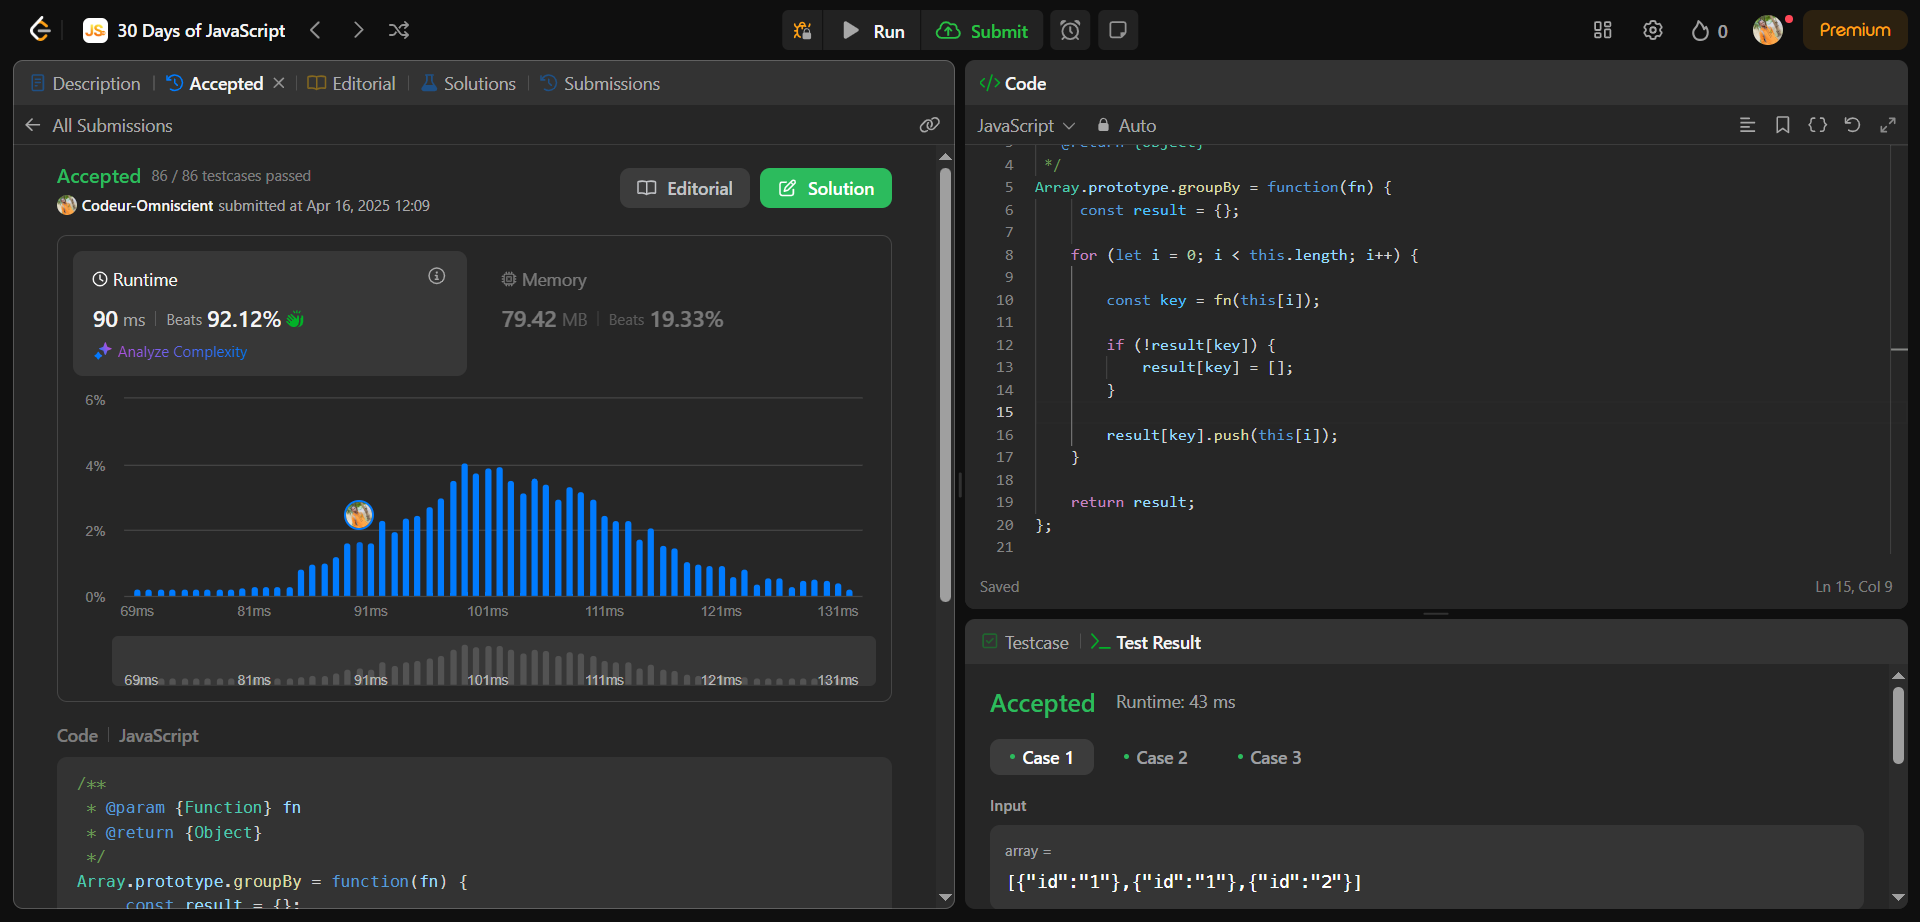 JS 30 Days of JavaScript
Run
Submit
0
Premium
Description
Accepted
Editorial
Solutions
Submissions
All Submissions
Accepted 86 / 86 testcases passed
Codeur-Omniscient submitted at Apr 16, 2025 12:09
Editorial
Solution
Runtime
90 ms | Beats 92.12%
Analyze Complexity
Memory
79.42 MB | Beats 19.33%
6%
4%
2%
0%
69ms 81ms 91ms 101ms 111ms 121ms 131ms
69ms 81ms 91ms 101ms 111ms 121ms 131ms
Code | JavaScript
/**
* @param {Function} fn
* @return {Object}
*/
Array.prototype.groupBy = function(fn) {
const result = {};
</> Code
JavaScript
Auto
3 * @return {Object}
4 */
5 Array.prototype.groupBy = function(fn) {
6 const result = {};
7
8 for (let i = 0; i < this.length; i++) {
9
10 const key = fn(this[i]);
11
12 if (!result[key]) {
13 result[key] = [];
14 }
15
16 result[key].push(this[i]);
17 }
18
19 return result;
20 };
21
Saved
Ln 15, Col 9
Testcase
Test Result
Accepted Runtime: 43 ms
• Case 1 • Case 2 • Case 3
Input
array =
[{"id":"1"},{"id":"1"},{"id":"2"}]